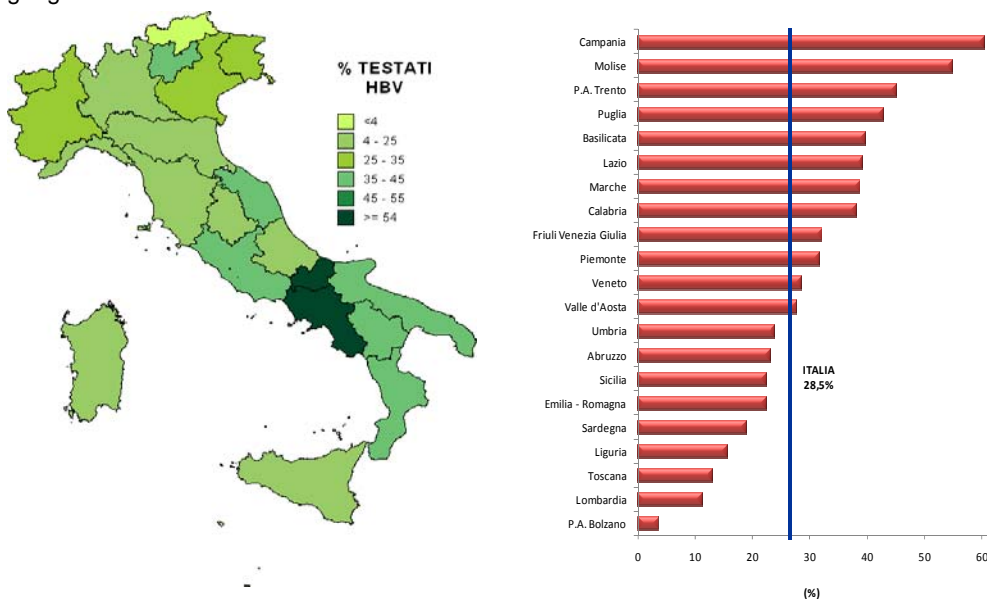 % TESTATI
HBV
<4
4 - 25
25 - 35
35 - 45
45 - 55
>= 54
Campania
Molise
P.A. Trento
Puglia
Basilicata
Lazio
Marche
Calabria
Friuli Venezia Giulia
Piemonte
Veneto
Valle d'Aosta
Umbria
Abruzzo
Sicilia
Emilia - Romagna
Sardegna
Liguria
Toscana
Lombardia
P.A. Bolzano
ITALIA
28,5%
0 10 20 30 40 50 60
(%)